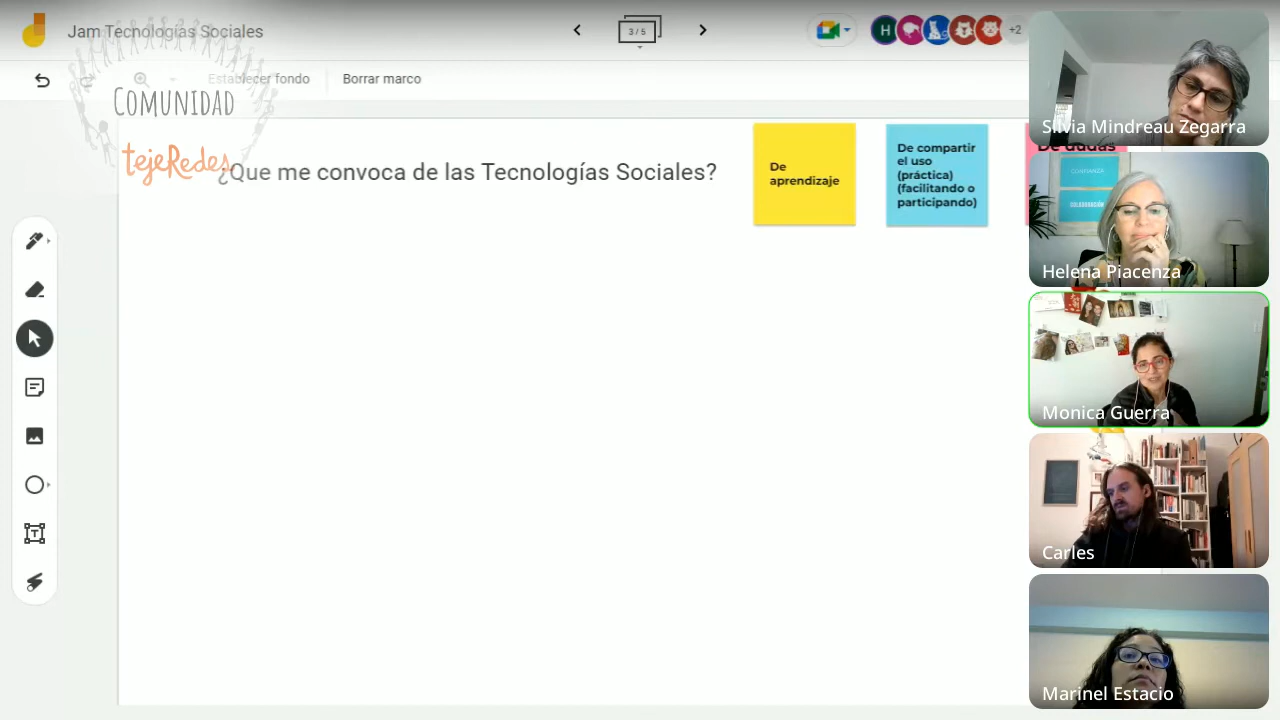 Jam Tecnologías Sociales
3 / 5
H
+2
Establecer fondo
Borrar marco
COMUNIDAD
tejeRedes
¿Que me convoca de las Tecnologías Sociales?
De
aprendizaje
De compartir
el uso
(práctica)
(facilitando o
participando)
De dudas
Silvia Mindreau Zegarra
CONFIANZA
COLABORACIÓN
Helena Piacenza
Monica Guerra
Carles
Marinel Estacio